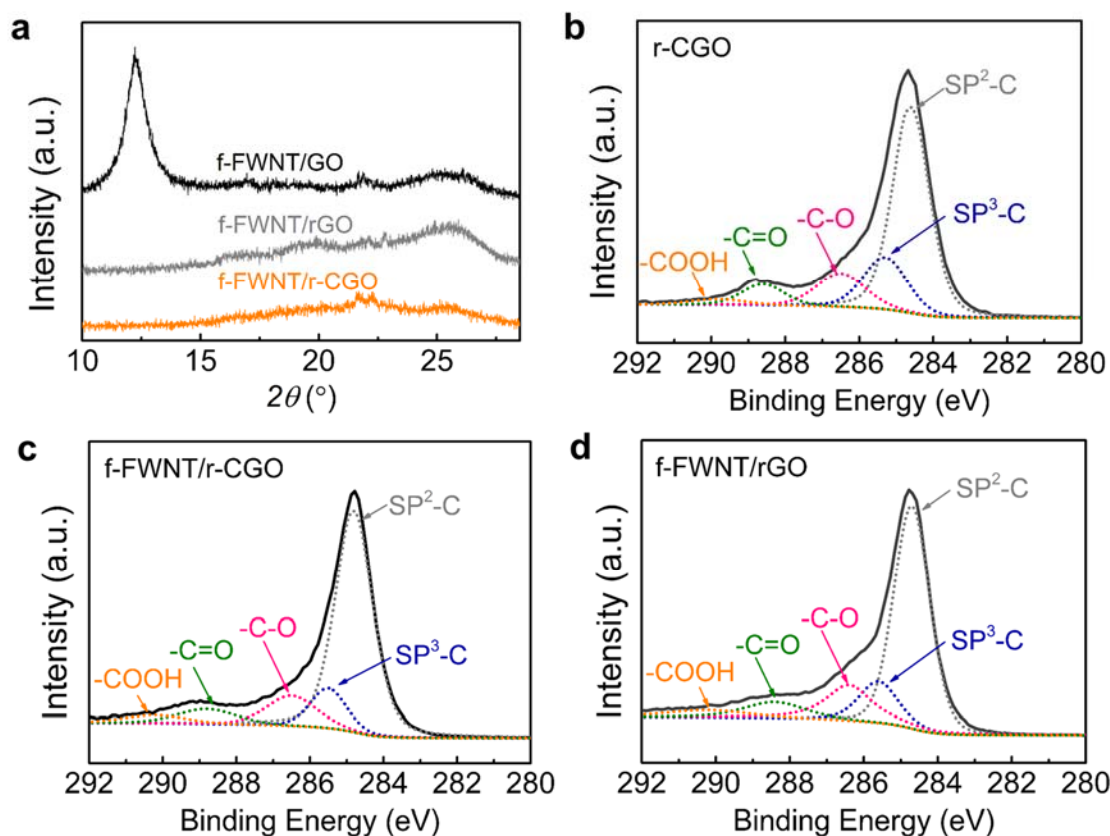 a
Intensity (a.u.)
f-FWNT/GO
f-FWNT/rGO
f-FWNT/r-CGO
10 15 20 25
2θ (°)
b
r-CGO
Intensity (a.u.)
SP²-C
-C-O
SP³-C
-C=O
-COOH
292 290 288 286 284 282 280
Binding Energy (eV)
c
f-FWNT/r-CGO
Intensity (a.u.)
SP²-C
-C-O
-C=O
SP³-C
-COOH
292 290 288 286 284 282 280
Binding Energy (eV)
d
f-FWNT/rGO
Intensity (a.u.)
SP²-C
-C-O
-C=O
SP³-C
-COOH
292 290 288 286 284 282 280
Binding Energy (eV)